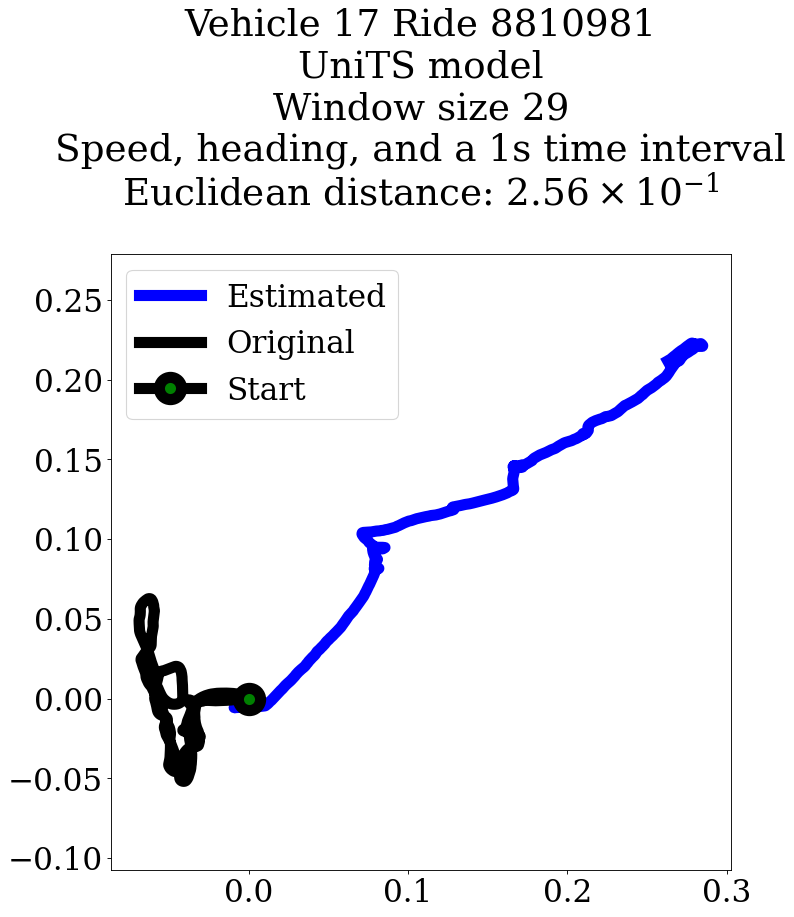 Vehicle 17 Ride 8810981
UniTS model
Window size 29
Speed, heading, and a 1s time interval
Euclidean distance: 2.56 × 10⁻¹
Estimated
Original
Start
0.25
0.20
0.15
0.10
0.05
0.00
−0.05
−0.10
0.0 0.1 0.2 0.3